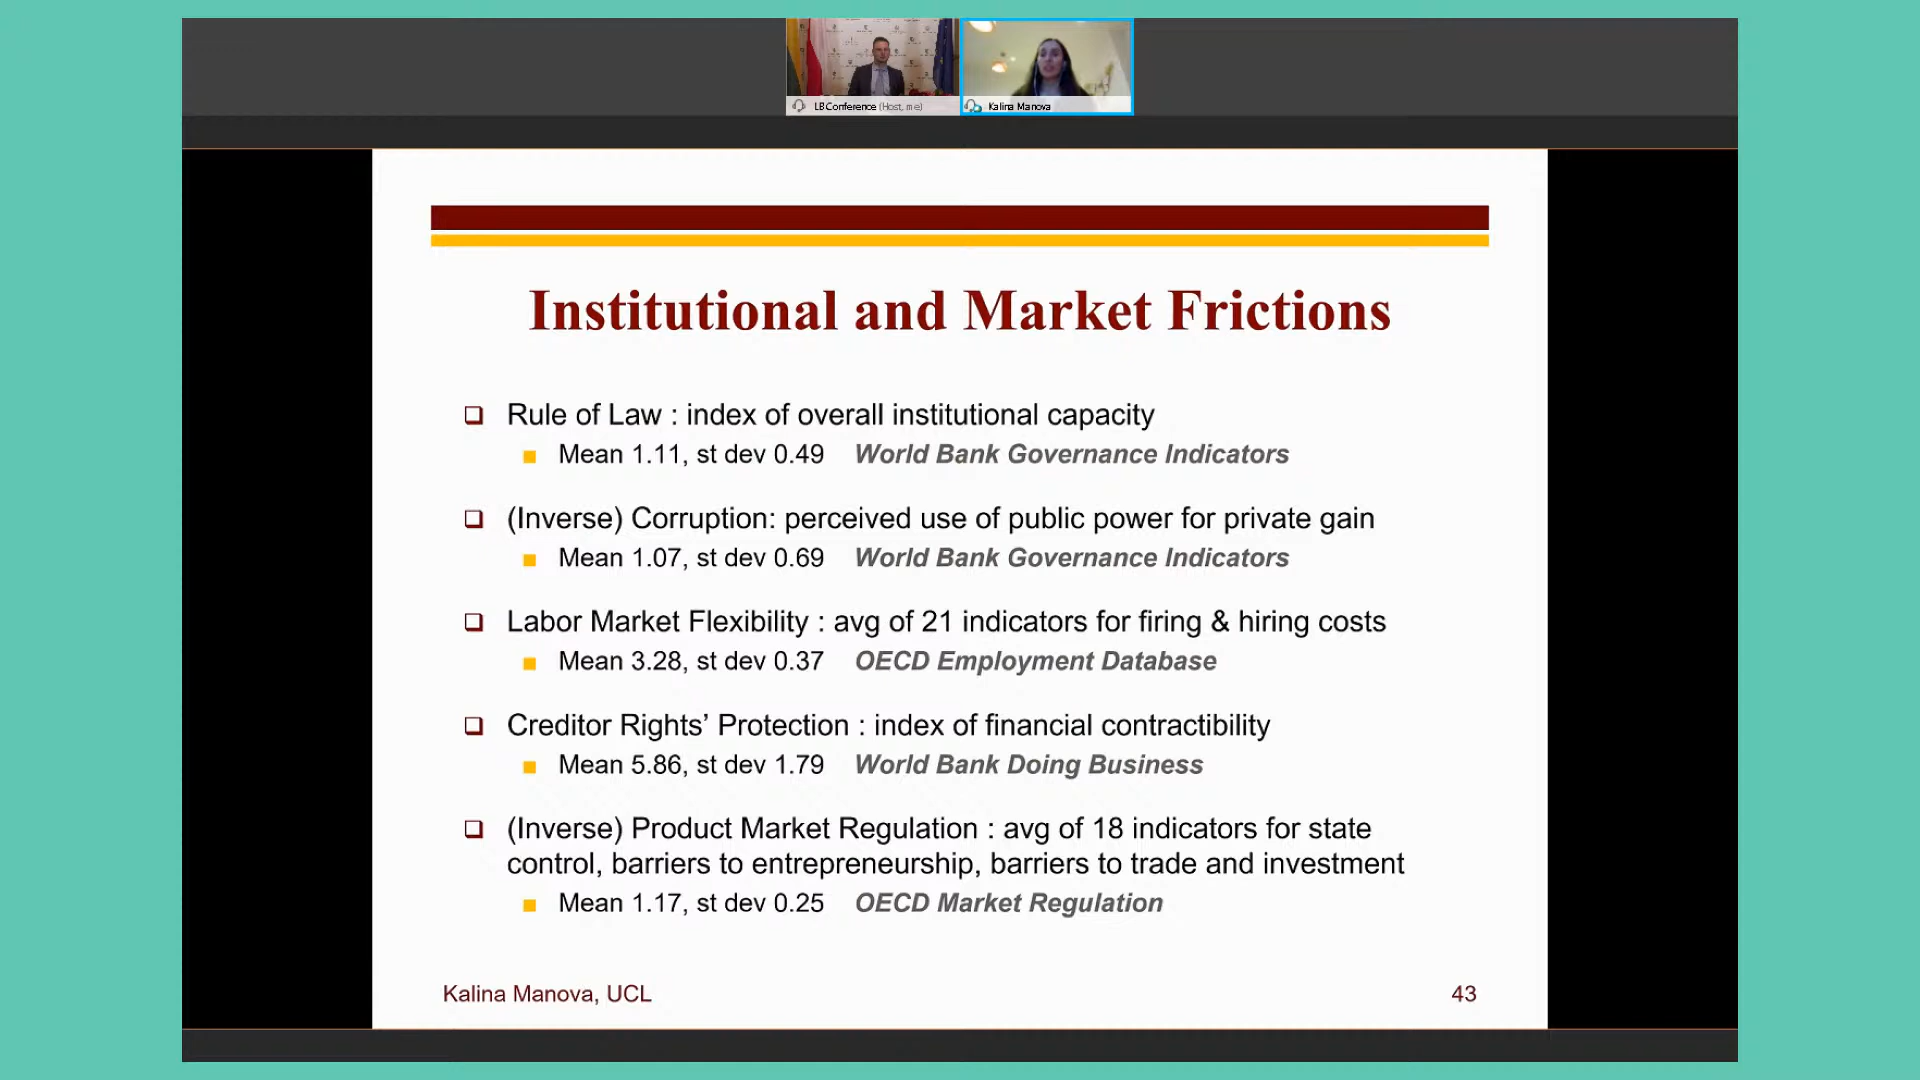 LB Conference (Host, me)
Kalina Manova
Institutional and Market Frictions
Rule of Law : index of overall institutional capacity
Mean 1.11, st dev 0.49 World Bank Governance Indicators
(Inverse) Corruption: perceived use of public power for private gain
Mean 1.07, st dev 0.69 World Bank Governance Indicators
Labor Market Flexibility : avg of 21 indicators for firing & hiring costs
Mean 3.28, st dev 0.37 OECD Employment Database
Creditor Rights’ Protection : index of financial contractibility
Mean 5.86, st dev 1.79 World Bank Doing Business
(Inverse) Product Market Regulation : avg of 18 indicators for state
control, barriers to entrepreneurship, barriers to trade and investment
Mean 1.17, st dev 0.25 OECD Market Regulation
Kalina Manova, UCL
43